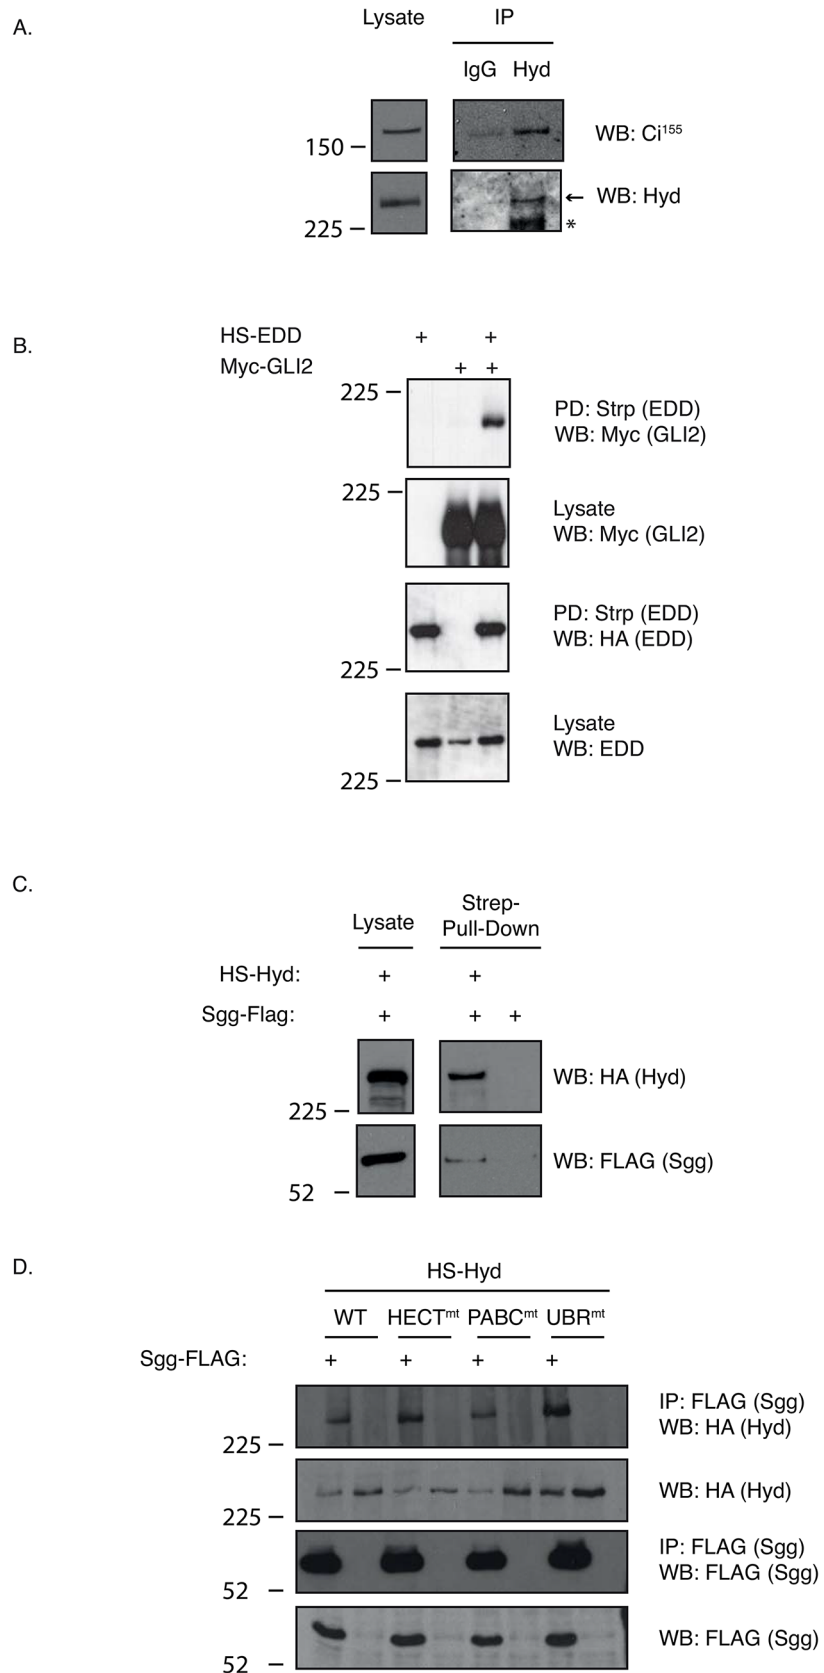 A.
Lysate IP
IgG Hyd
150 WB: Ci155
← WB: Hyd
225 *
B.
HS-EDD + +
Myc-GLI2 + +
225
PD: Strp (EDD)
WB: Myc (GLI2)
225
Lysate
WB: Myc (GLI2)
PD: Strp (EDD)
WB: HA (EDD)
225
Lysate
WB: EDD
225
C.
Strep-
Lysate Pull-Down
HS-Hyd: + +
Sgg-Flag: + + +
WB: HA (Hyd)
225
WB: FLAG (Sgg)
52
D.
HS-Hyd
WT HECTmt PABCmt UBRmt
Sgg-FLAG: + + + +
IP: FLAG (Sgg)
WB: HA (Hyd)
225
WB: HA (Hyd)
225
IP: FLAG (Sgg)
WB: FLAG (Sgg)
52
WB: FLAG (Sgg)
52